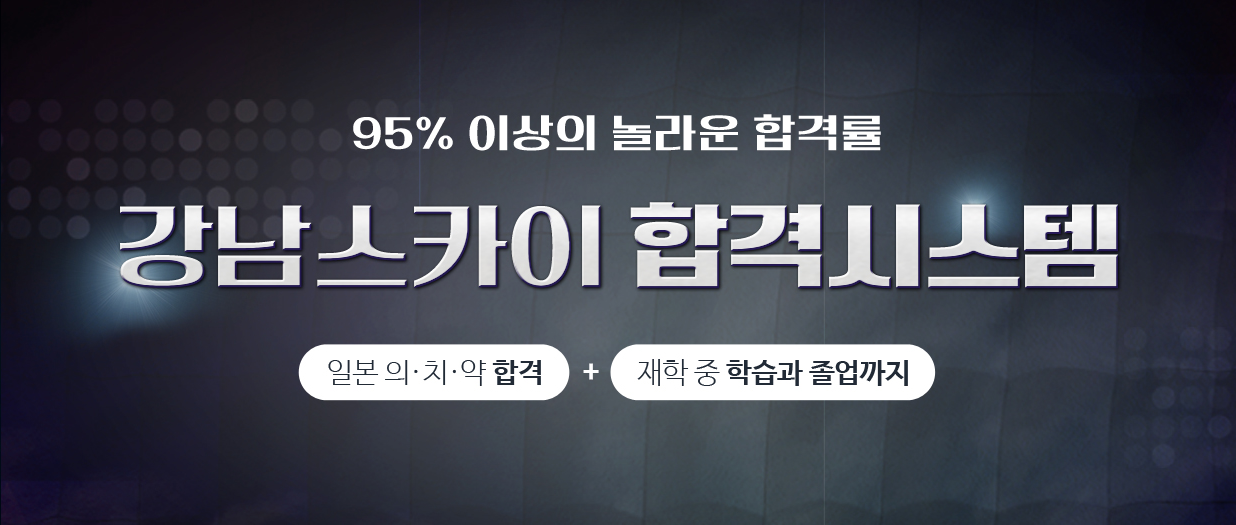 95% 이상의 놀라운 합격률
강남스카이 합격시스템
일본 의·치·약 합격 + 재학 중 학습과 졸업까지